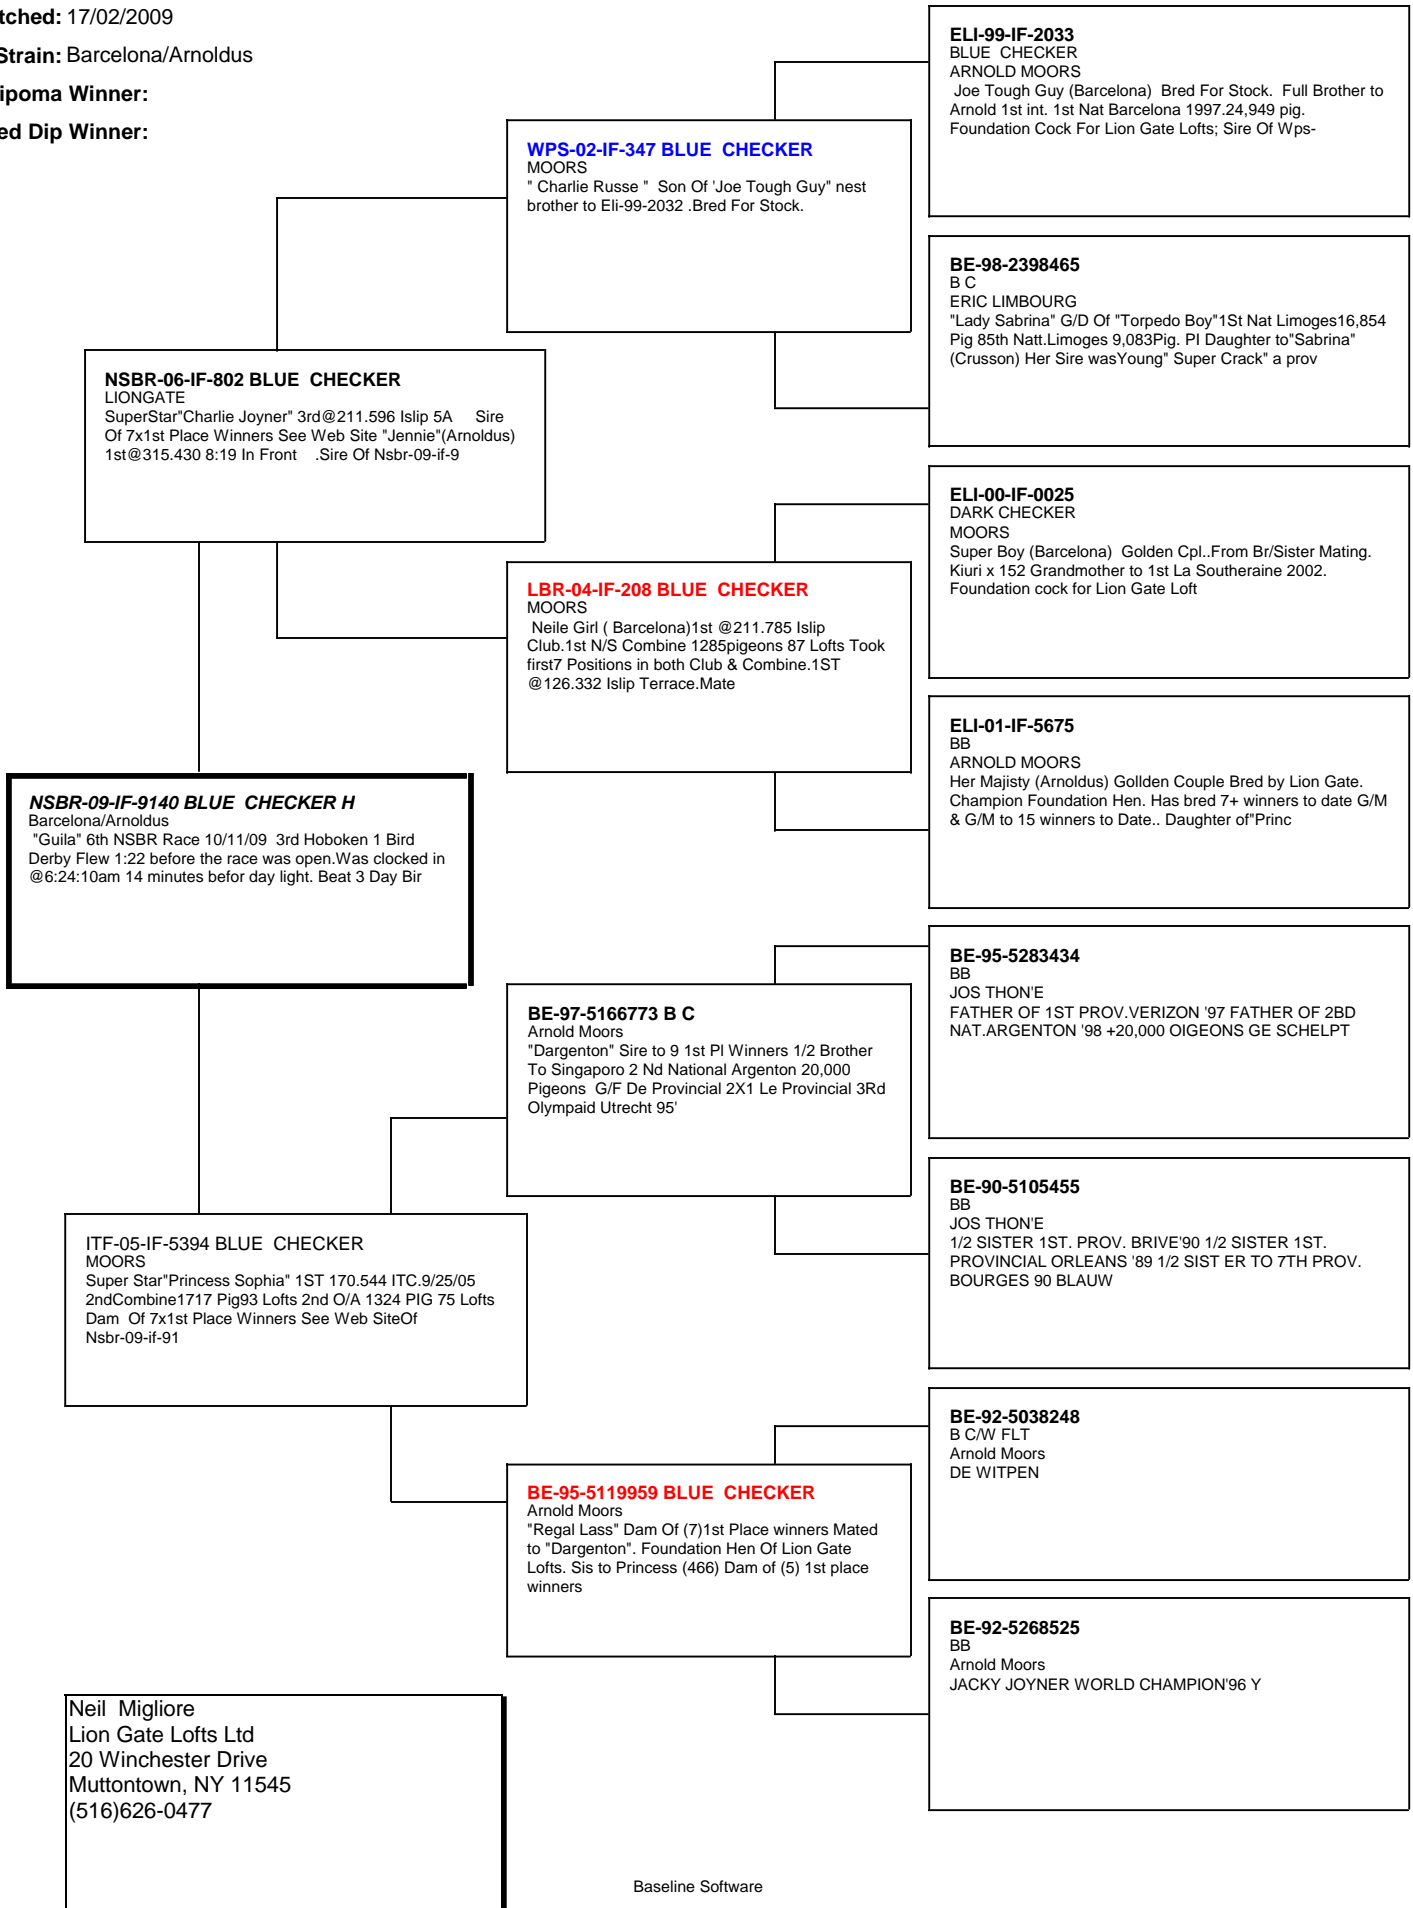 tched: 17/02/2009
Strain: Barcelona/Arnoldus
ipoma Winner:
ed Dip Winner:
NSBR-09-IF-9140 BLUE  CHECKER H
Barcelona/Arnoldus
"Guila" 6th NSBR Race 10/11/09  3rd Hoboken 1 Bird
Derby Flew 1:22 before the race was open.Was clocked in
@6:24:10am 14 minutes befor day light. Beat 3 Day Bir
NSBR-06-IF-802 BLUE  CHECKER
LIONGATE
SuperStar"Charlie Joyner" 3rd@211.596 Islip 5A     Sire
Of 7x1st Place Winners See Web Site "Jennie"(Arnoldus)
1st@315.430 8:19 In Front   .Sire Of Nsbr-09-if-9
ITF-05-IF-5394 BLUE  CHECKER
MOORS
Super Star"Princess Sophia" 1ST 170.544 ITC.9/25/05
2ndCombine1717 Pig93 Lofts 2nd O/A 1324 PIG 75 Lofts
Dam  Of 7x1st Place Winners See Web SiteOf
Nsbr-09-if-91
WPS-02-IF-347 BLUE  CHECKER
MOORS
" Charlie Russe "  Son Of 'Joe Tough Guy" nest
brother to Eli-99-2032 .Bred For Stock.
LBR-04-IF-208 BLUE  CHECKER
MOORS
Neile Girl ( Barcelona)1st @211.785 Islip
Club.1st N/S Combine 1285pigeons 87 Lofts Took
first7 Positions in both Club & Combine.1ST
@126.332 Islip Terrace.Mate
BE-97-5166773 B C
Arnold Moors
"Dargenton" Sire to 9 1st Pl Winners 1/2 Brother
To Singaporo 2 Nd National Argenton 20,000
Pigeons  G/F De Provincial 2X1 Le Provincial 3Rd
Olympaid Utrecht 95'
BE-95-5119959 BLUE  CHECKER
Arnold Moors
"Regal Lass" Dam Of (7)1st Place winners Mated
to "Dargenton". Foundation Hen Of Lion Gate
Lofts. Sis to Princess (466) Dam of (5) 1st place
winners
ELI-99-IF-2033
BLUE  CHECKER
ARNOLD MOORS
Joe Tough Guy (Barcelona)  Bred For Stock.  Full Brother to
Arnold 1st int. 1st Nat Barcelona 1997.24,949 pig.
Foundation Cock For Lion Gate Lofts; Sire Of Wps-
BE-98-2398465
B C
ERIC LIMBOURG
"Lady Sabrina" G/D Of "Torpedo Boy"1St Nat Limoges16,854
Pig 85th Natt.Limoges 9,083Pig. PI Daughter to"Sabrina"
(Crusson) Her Sire wasYoung" Super Crack" a prov
ELI-00-IF-0025
DARK CHECKER
MOORS
Super Boy (Barcelona)  Golden Cpl..From Br/Sister Mating.
Kiuri x 152 Grandmother to 1st La Southeraine 2002.
Foundation cock for Lion Gate Loft
ELI-01-IF-5675
BB
ARNOLD MOORS
Her Majisty (Arnoldus) Gollden Couple Bred by Lion Gate.
Champion Foundation Hen. Has bred 7+ winners to date G/M
& G/M to 15 winners to Date.. Daughter of"Princ
BE-95-5283434
BB
JOS THON'E
FATHER OF 1ST PROV.VERIZON '97 FATHER OF 2BD
NAT.ARGENTON '98 +20,000 OIGEONS GE SCHELPT
BE-90-5105455
BB
JOS THON'E
1/2 SISTER 1ST. PROV. BRIVE'90 1/2 SISTER 1ST.
PROVINCIAL ORLEANS '89 1/2 SIST ER TO 7TH PROV.
BOURGES 90 BLAUW
BE-92-5038248
B C/W FLT
Arnold Moors
DE WITPEN
BE-92-5268525
BB
Arnold Moors
JACKY JOYNER WORLD CHAMPION'96 Y
Neil  Migliore
Lion Gate Lofts Ltd
20 Winchester Drive
Muttontown, NY 11545
(516)626-0477
Baseline Software